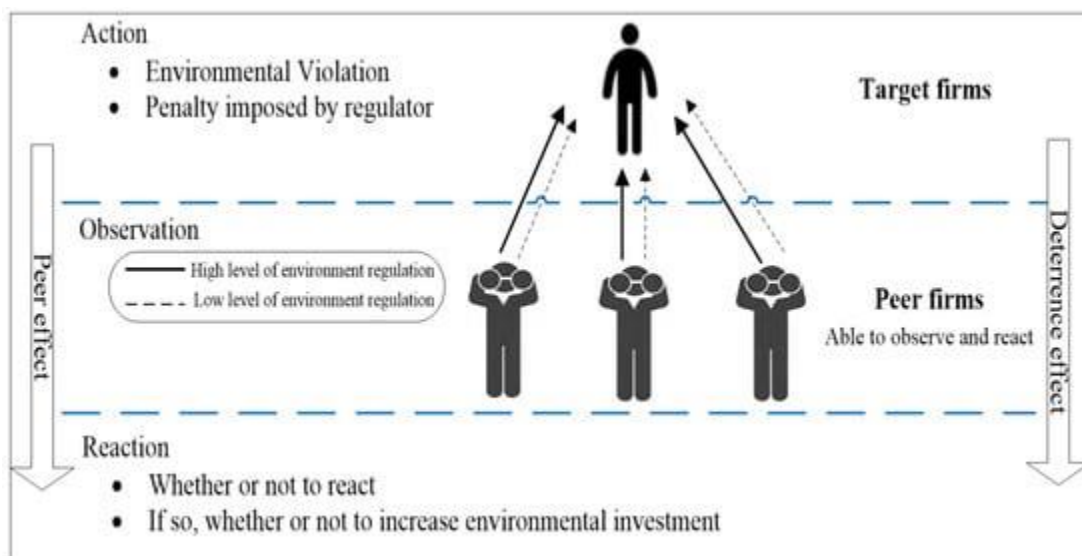 Action
• Environmental Violation
• Penalty imposed by regulator
Target firms
Observation
High level of environment regulation
Low level of environment regulation
Peer firms
Able to observe and react
Peer effect
Deterrence effect
Reaction
• Whether or not to react
• If so, whether or not to increase environmental investment